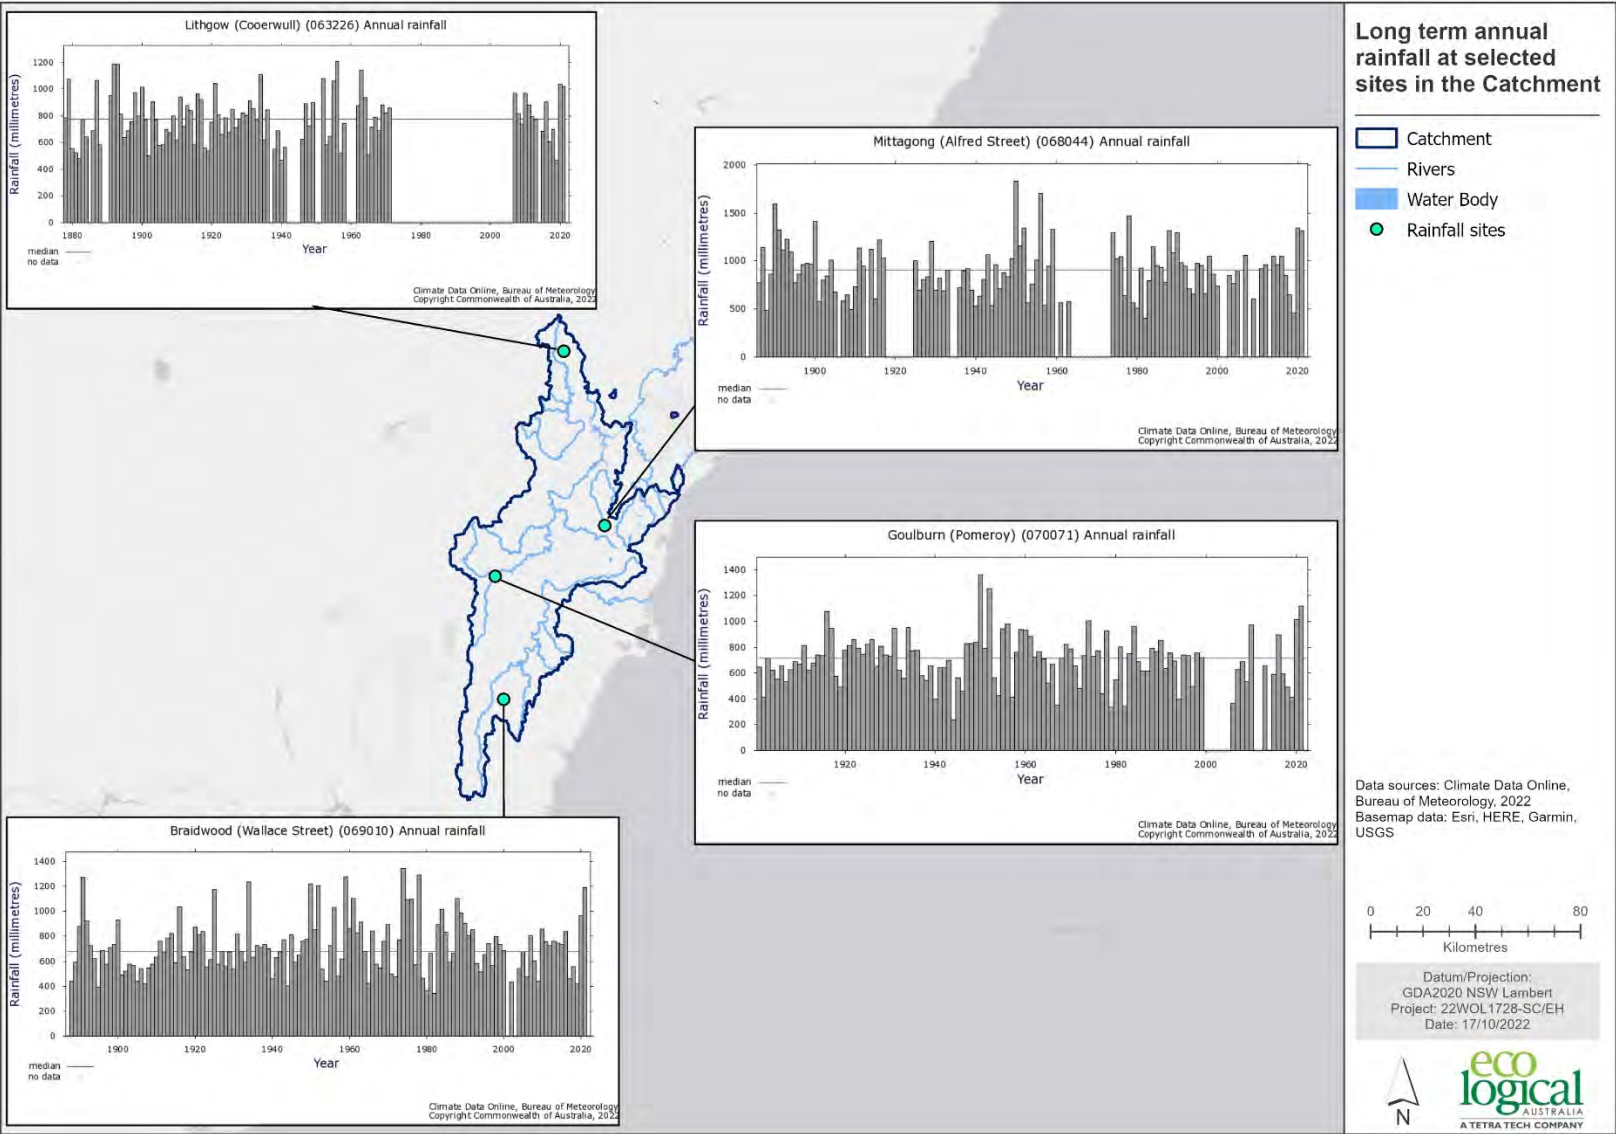 Lithgow (Cooerwull) (063226) Annual rainfall
Rainfall (millimetres)
1200
1000
800
600
400
200
0
1880 1900 1920 1940 1960 1980 2000 2020
Year
median
no data
Climate Data Online, Bureau of Meteorology
Copyright Commonwealth of Australia, 2022
Mittagong (Alfred Street) (068044) Annual rainfall
Rainfall (millimetres)
2000
1500
1000
500
0
1900 1920 1940 1960 1980 2000 2020
Year
median
no data
Climate Data Online, Bureau of Meteorology
Copyright Commonwealth of Australia, 2022
Goulburn (Pomeroy) (070071) Annual rainfall
Rainfall (millimetres)
1400
1200
1000
800
600
400
200
0
1920 1940 1960 1980 2000 2020
Year
median
no data
Climate Data Online, Bureau of Meteorology
Copyright Commonwealth of Australia, 2022
Braidwood (Wallace Street) (069010) Annual rainfall
Rainfall (millimetres)
1400
1200
1000
800
600
400
200
0
1900 1920 1940 1960 1980 2000 2020
Year
median
no data
Climate Data Online, Bureau of Meteorology
Copyright Commonwealth of Australia, 2022
Long term annual
rainfall at selected
sites in the Catchment
Catchment
Rivers
Water Body
Rainfall sites
Data sources: Climate Data Online,
Bureau of Meteorology, 2022
Basemap data: Esri, HERE, Garmin,
USGS
0 20 40 80
Kilometres
Datum/Projection:
GDA2020 NSW Lambert
Project: 22WOL1728-SC/EH
Date: 17/10/2022
N
eco
logical
AUSTRALIA
A TETRA TECH COMPANY